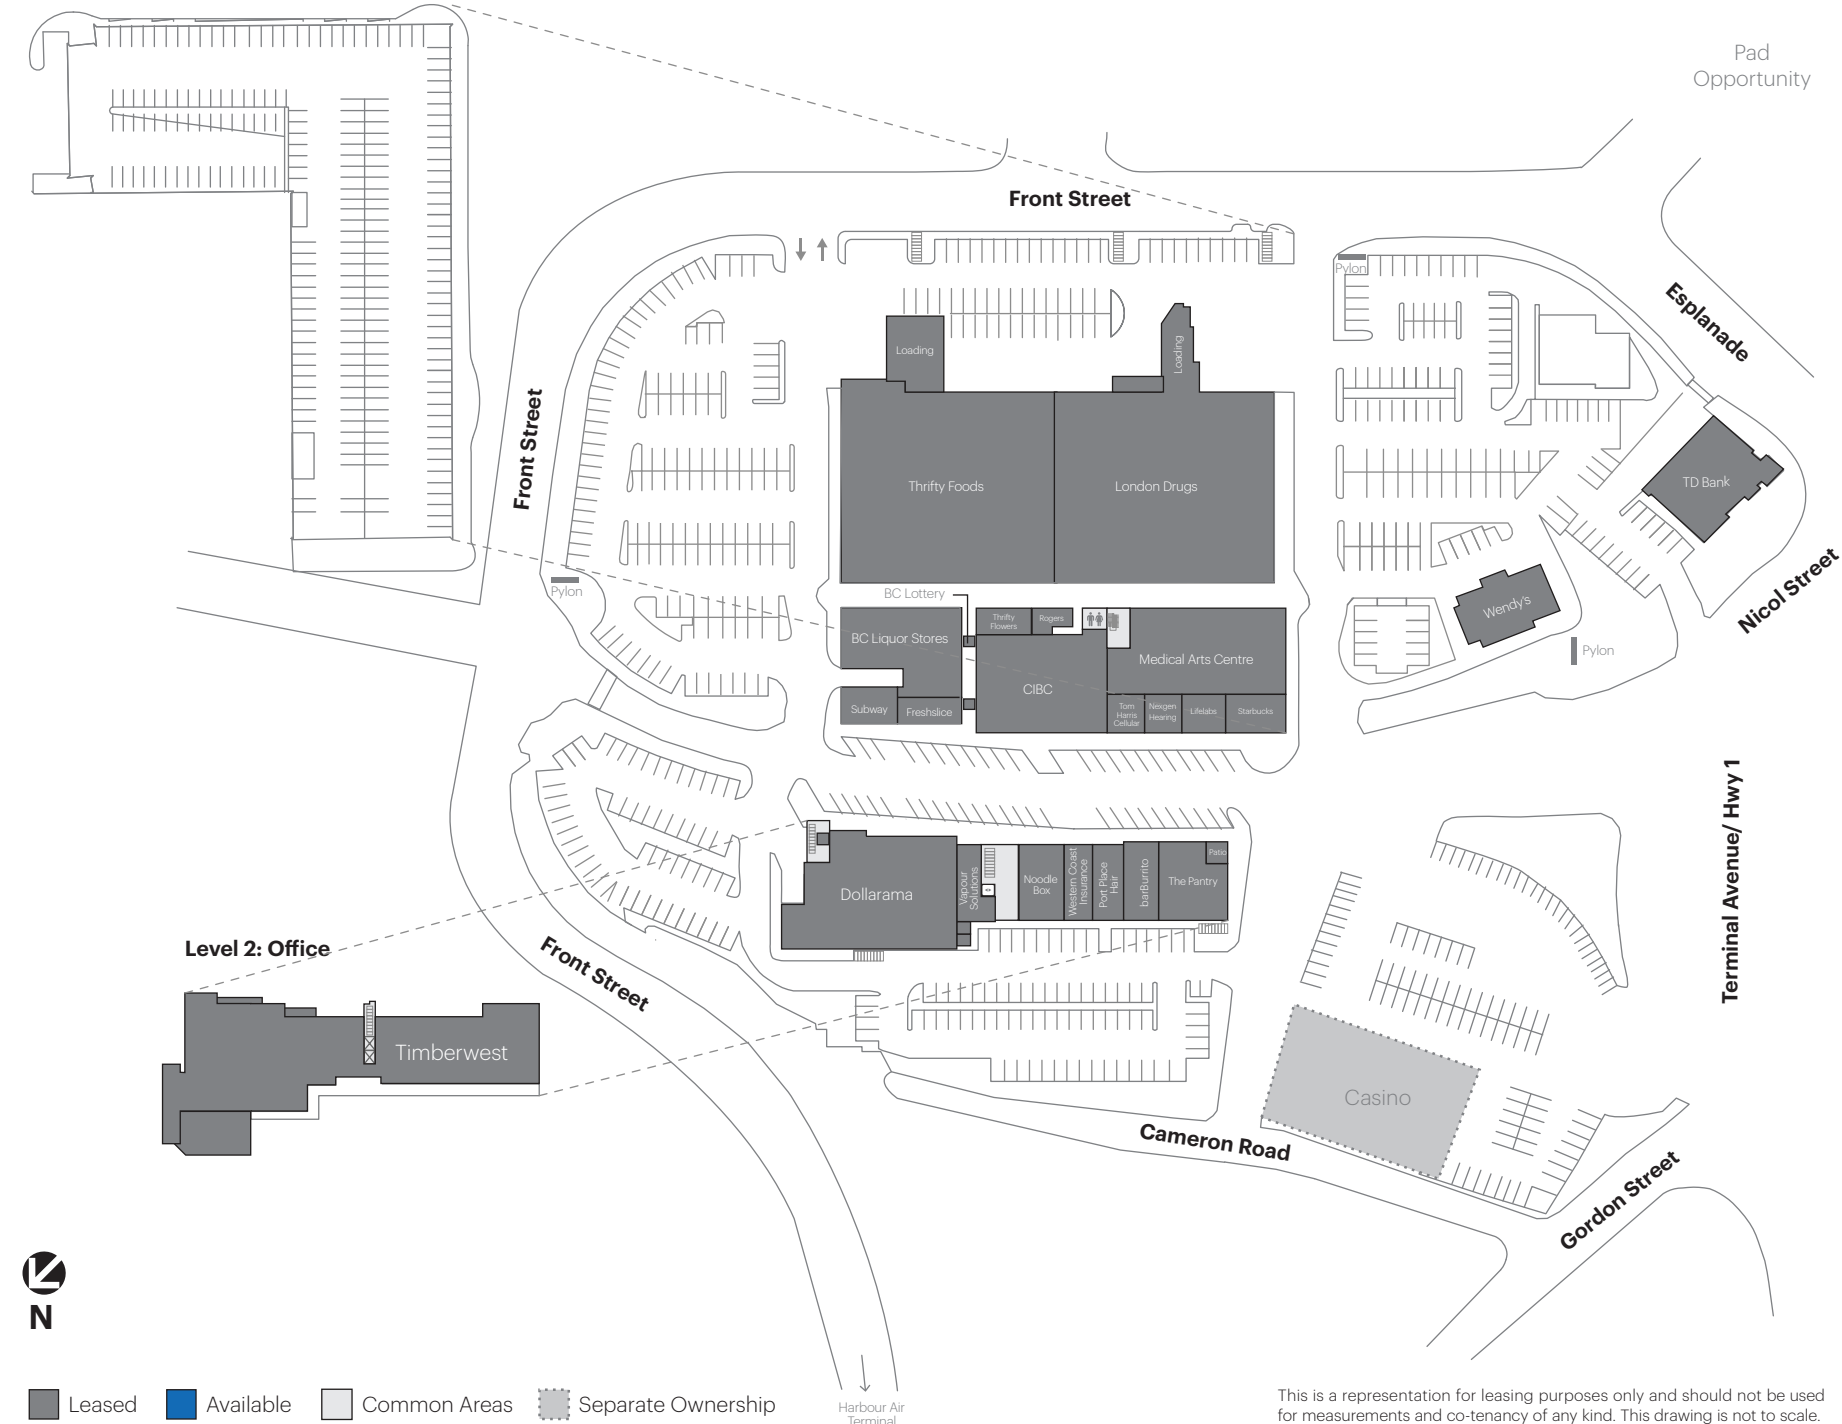 Pad
Opportunity
Front Street
Pylon
Esplanade
Loading
Loading
Front Street
Thrifty Foods
London Drugs
TD Bank
Pylon
BC Lottery
Nicol Street
Wendy's
Thrifty
Flowers
Rogers
BC Liquor Stores
Medical Arts Centre
Pylon
CIBC
Subway
Freshslice
Tom
Harris
Cellular
Nexgen
Hearing
Lifelabs
Starbucks
Terminal Avenue/ Hwy 1
Patio
Dollarama
Vapour
Solutions
Noodle
Box
Western Coast
Insurance
Port Place
Hair
barBurrito
The Pantry
Level 2: Office
Front Street
Timberwest
Casino
Cameron Road
Gordon Street
N
Leased
Available
Common Areas
Separate Ownership
Harbour Air
Terminal
This is a representation for leasing purposes only and should not be used
for measurements and co-tenancy of any kind. This drawing is not to scale.